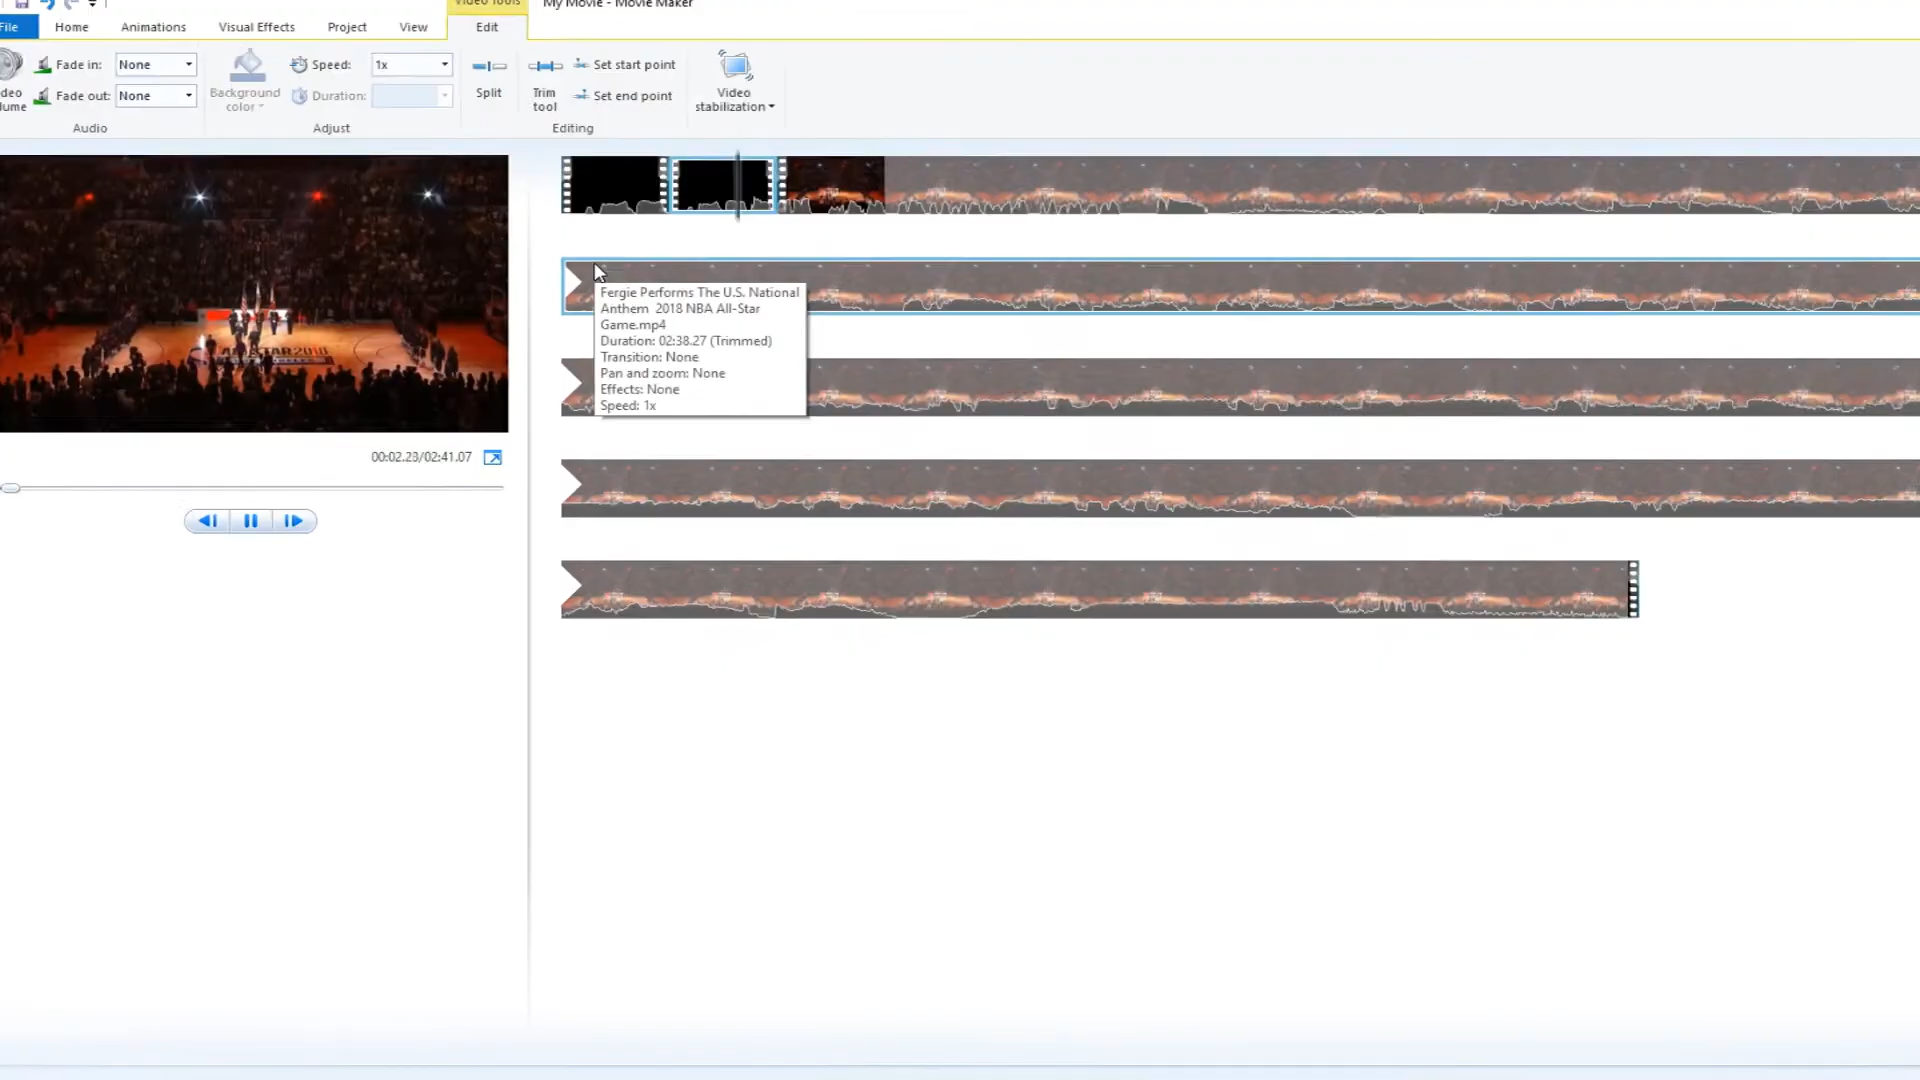 Video Tools
My Movie - Movie Maker
File
Home
Animations
Visual Effects
Project
View
Edit
Fade in:
None
Fade out:
None
Audio
Background
color
Speed:
1x
Duration:
Adjust
Split
Trim
tool
Set start point
Set end point
Editing
Video
stabilization
00:02.23/02:41.07
Fergie Performs The U.S. National
Anthem 2018 NBA All-Star
Game.mp4
Duration: 02:38.27 (Trimmed)
Transition: None
Pan and zoom: None
Effects: None
Speed: 1x